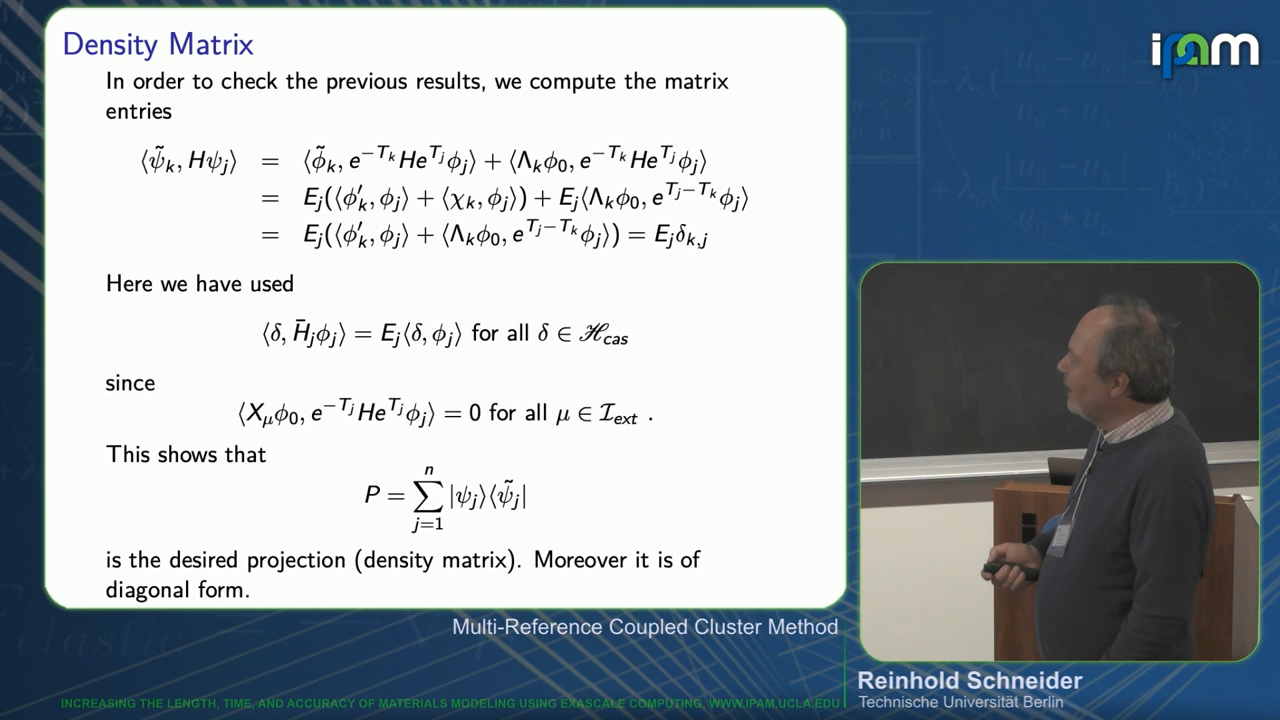 Density Matrix
In order to check the previous results, we compute the matrix
entries
⟨ψ̃_k, Hψ_j⟩ = ⟨φ̃_k, e^{-T_k}He^{T_j}φ_j⟩ + ⟨Λ_kφ_0, e^{-T_k}He^{T_j}φ_j⟩
= E_j(⟨φ'_k, φ_j⟩ + ⟨χ_k, φ_j⟩) + E_j⟨Λ_kφ_0, e^{T_j-T_k}φ_j⟩
= E_j(⟨φ'_k, φ_j⟩ + ⟨Λ_kφ_0, e^{T_j-T_k}φ_j⟩) = E_jδ_{k,j}
Here we have used
⟨δ, H̄_jφ_j⟩ = E_j⟨δ, φ_j⟩ for all δ ∈ ℋ_cas
since
⟨X_μφ_0, e^{-T_j}He^{T_j}φ_j⟩ = 0 for all μ ∈ ℐ_ext .
This shows that
P = ∑_{j=1}^{n} |ψ_j⟩⟨ψ̃_j|
is the desired projection (density matrix). Moreover it is of
diagonal form.
ipam
Multi-Reference Coupled Cluster Method
Reinhold Schneider
Technische Universität Berlin
INCREASING THE LENGTH, TIME, AND ACCURACY OF MATERIALS MODELING USING EXASCALE COMPUTING, WWW.IPAM.UCLA.EDU